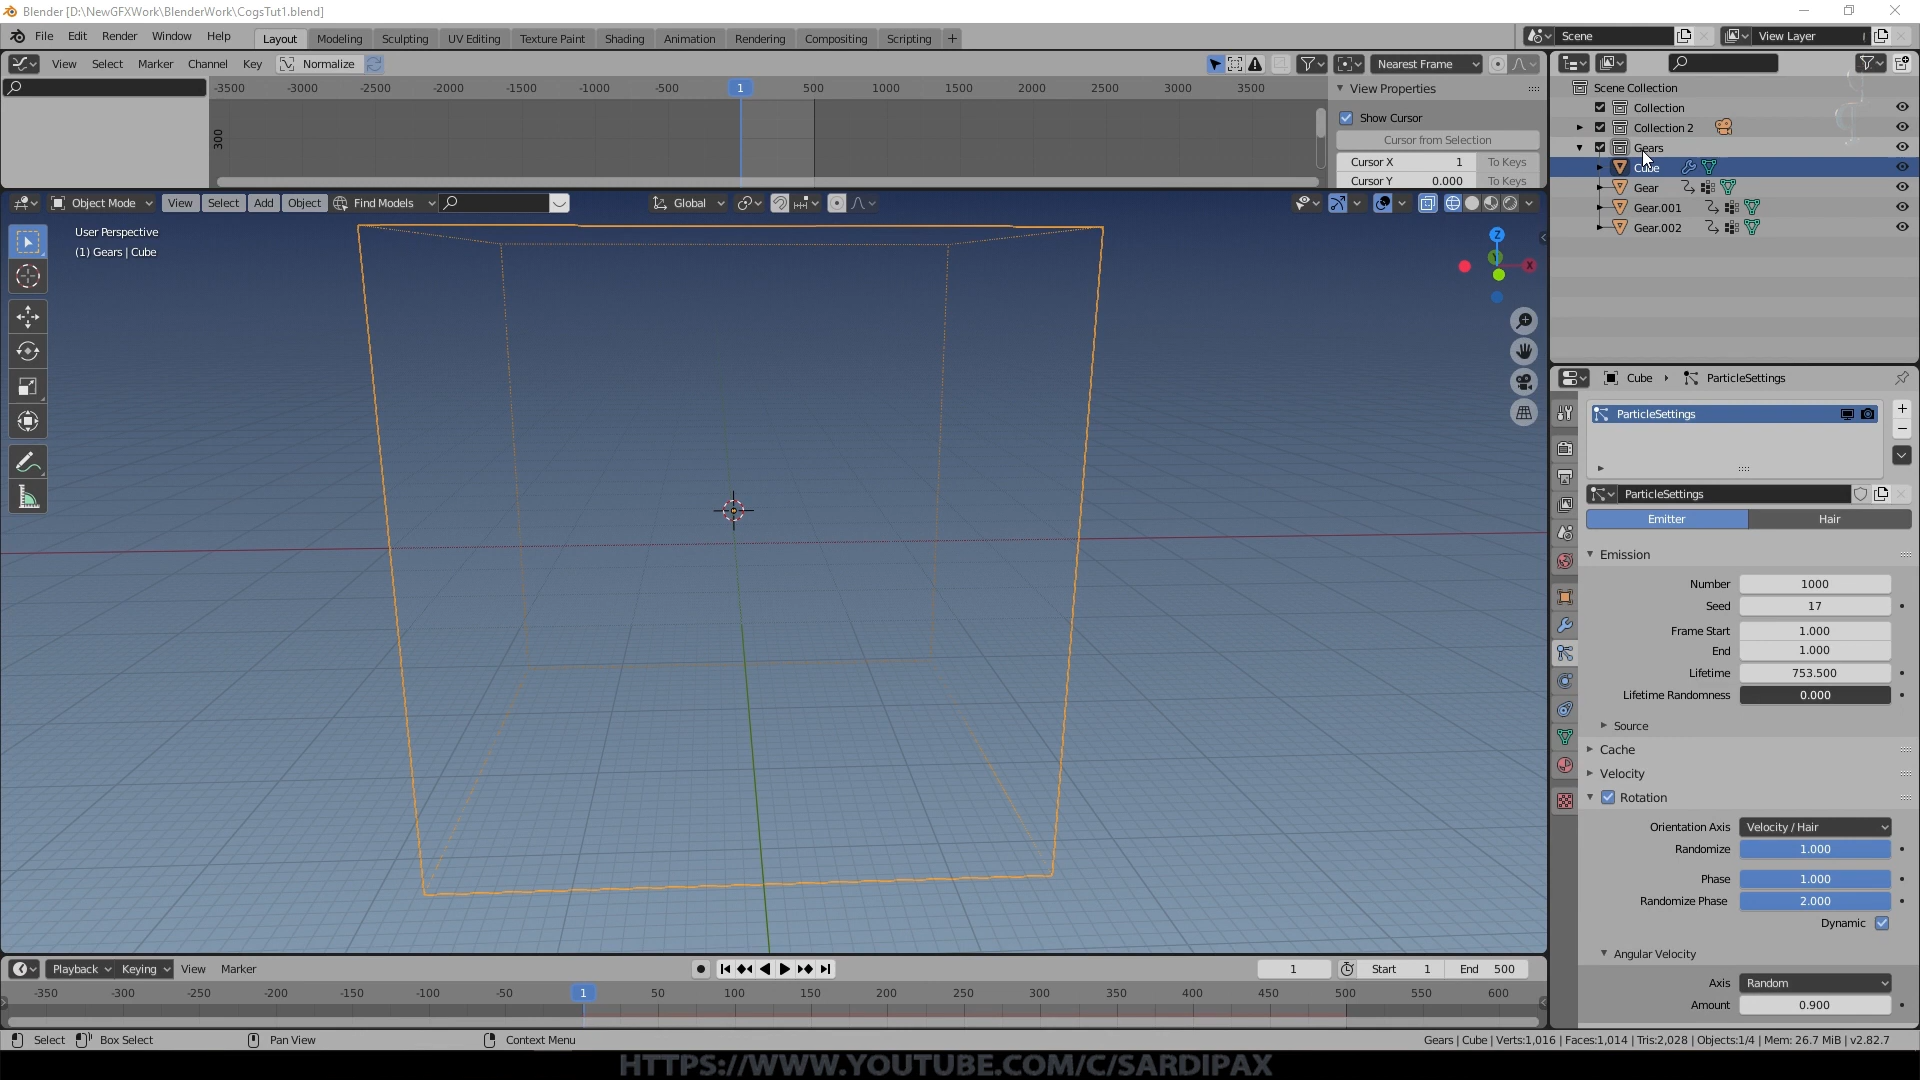 Blender [D:\NewGFXWork\BlenderWork\CogsTut1.blend]
File Edit Render Window Help Layout Modeling Sculpting UV Editing Texture Paint Shading Animation Rendering Compositing Scripting + Scene View Layer
View Select Marker Channel Key Normalize Nearest Frame
-3500 -3000 -2500 -2000 -1500 -1000 -500 1 500 1000 1500 2000 2500 3000 3500
300
View Properties
Show Cursor
Cursor from Selection
Cursor X 1 To Keys
Cursor Y 0.000 To Keys
Scene Collection
Collection
Collection 2
Gears
Cube
Gear
Gear.001
Gear.002
Object Mode View Select Add Object Find Models Global
User Perspective
(1) Gears | Cube
Z
Y
X
Cube ParticleSettings
ParticleSettings
ParticleSettings
Emitter Hair
Emission
Number 1000
Seed 17
Frame Start 1.000
End 1.000
Lifetime 753.500
Lifetime Randomness 0.000
Source
Cache
Velocity
Rotation
Orientation Axis Velocity / Hair
Randomize 1.000
Phase 1.000
Randomize Phase 2.000
Dynamic
Angular Velocity
Axis Random
Amount 0.900
Playback Keying View Marker 1 Start 1 End 500
-350 -300 -250 -200 -150 -100 -50 1 50 100 150 200 250 300 350 400 450 500 550 600
Select Box Select Pan View Context Menu Gears | Cube | Verts:1,016 | Faces:1,014 | Tris:2,028 | Objects:1/4 | Mem: 26.7 MiB | v2.82.7
HTTPS://WWW.YOUTUBE.COM/C/SARDIPAX